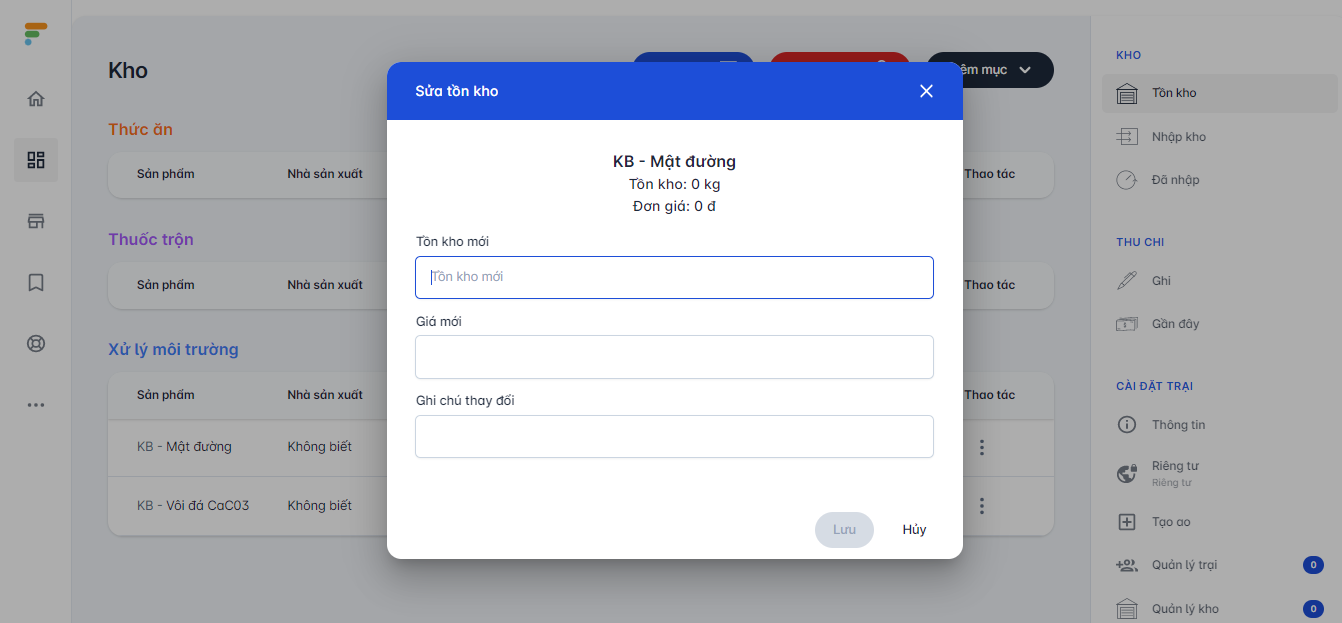 Kho
êm mục
Thức ăn
Sản phẩm
Nhà sản xuất
Thao tác
Thuốc trộn
Sản phẩm
Nhà sản xuất
Thao tác
Xử lý môi trường
Sản phẩm
Nhà sản xuất
Thao tác
KB - Mật đường
Không biết
KB - Vôi đá CaC03
Không biết
Sửa tồn kho
KB - Mật đường
Tồn kho: 0 kg
Đơn giá: 0 đ
Tồn kho mới
Tồn kho mới
Giá mới
Ghi chú thay đổi
Lưu
Hủy
KHO
Tồn kho
Nhập kho
Đã nhập
THU CHI
Ghi
Gần đây
CÀI ĐẶT TRẠI
Thông tin
Riêng tư
Riêng tư
Tạo ao
Quản lý trại
0
Quản lý kho
0